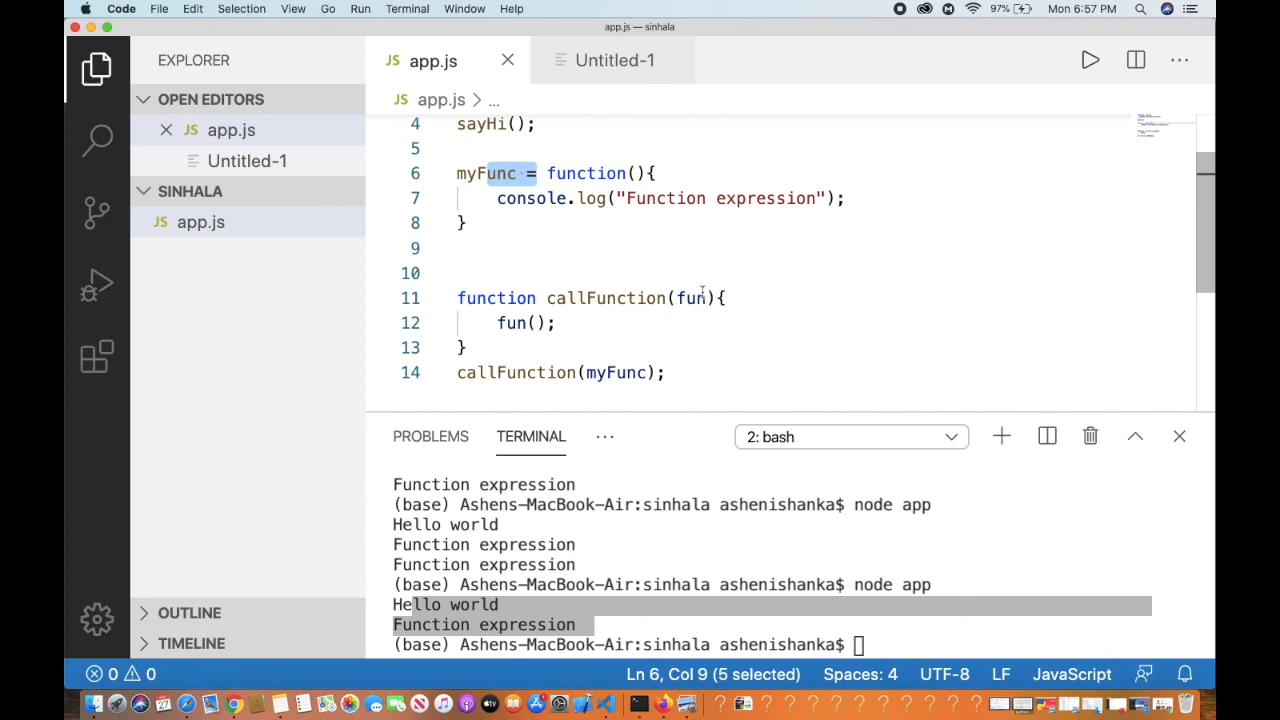 Code File Edit Selection View Go Run Terminal Window Help 97% Mon 6:57 PM
app.js — sinhala
EXPLORER
JS app.js
Untitled-1
OPEN EDITORS
JS app.js
Untitled-1
SINHALA
JS app.js
OUTLINE
TIMELINE
JS app.js > ...
4 sayHi();
5
6 myFunc = function(){
7 console.log("Function expression");
8 }
9
10
11 function callFunction(fun){
12 fun();
13 }
14 callFunction(myFunc);
PROBLEMS TERMINAL ... 2: bash
Function expression
(base) Ashens-MacBook-Air:sinhala ashenishanka$ node app
Hello world
Function expression
Function expression
(base) Ashens-MacBook-Air:sinhala ashenishanka$ node app
Hello world
Function expression
(base) Ashens-MacBook-Air:sinhala ashenishanka$
0 0 Ln 6, Col 9 (5 selected) Spaces: 4 UTF-8 LF JavaScript